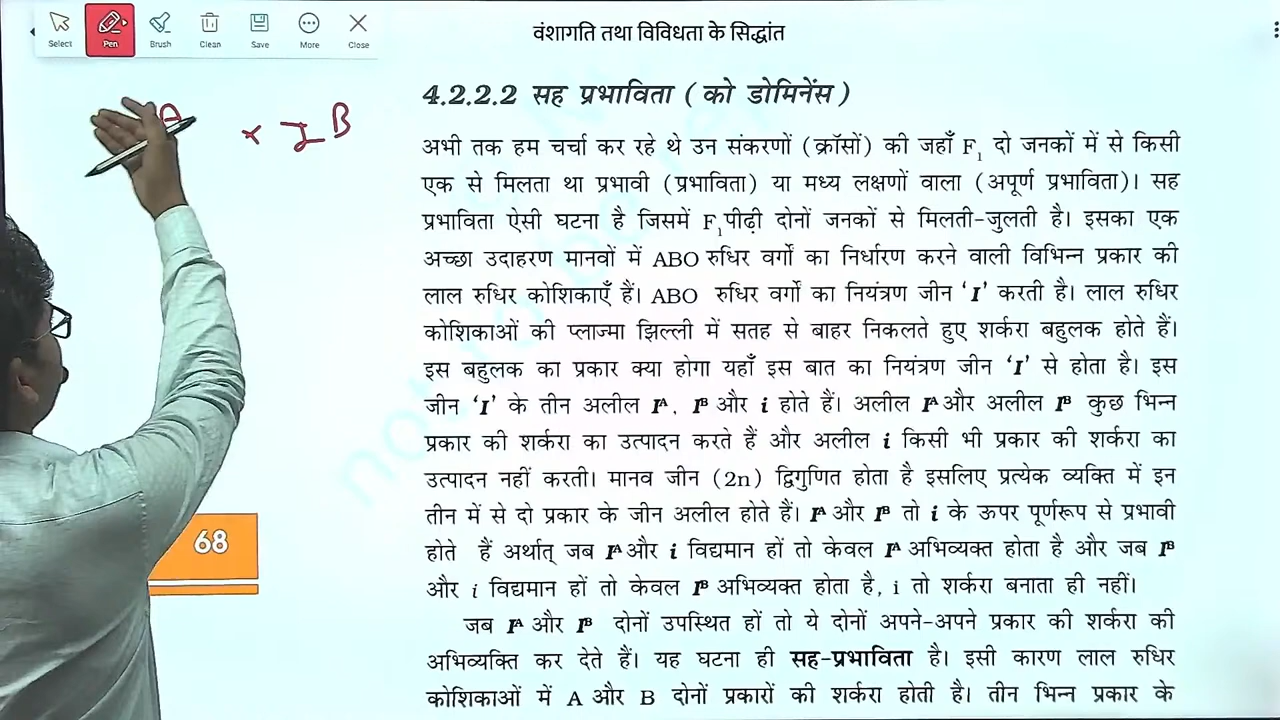 Select Pen Brush Clean Save More Close
वंशागति तथा विविधता के सिद्धांत
A × I B
4.2.2.2 सह प्रभाविता ( को डोमिनेंस )
अभी तक हम चर्चा कर रहे थे उन संकरणों (क्रॉसों) की जहाँ F₁ दो जनकों में से किसी
एक से मिलता था प्रभावी (प्रभाविता) या मध्य लक्षणों वाला (अपूर्ण प्रभाविता)। सह
प्रभाविता ऐसी घटना है जिसमें F₁पीढ़ी दोनों जनकों से मिलती-जुलती है। इसका एक
अच्छा उदाहरण मानवों में ABO रुधिर वर्गों का निर्धारण करने वाली विभिन्न प्रकार की
लाल रुधिर कोशिकाएँ हैं। ABO रुधिर वर्गों का नियंत्रण जीन ‘I’ करती है। लाल रुधिर
कोशिकाओं की प्लाज्मा झिल्ली में सतह से बाहर निकलते हुए शर्करा बहुलक होते हैं।
इस बहुलक का प्रकार क्या होगा यहाँ इस बात का नियंत्रण जीन ‘I’ से होता है। इस
जीन ‘I’ के तीन अलील Iᴬ, Iᴮ और i होते हैं। अलील Iᴬ और अलील Iᴮ कुछ भिन्न
प्रकार की शर्करा का उत्पादन करते हैं और अलील i किसी भी प्रकार की शर्करा का
उत्पादन नहीं करती। मानव जीन (2n) द्विगुणित होता है इसलिए प्रत्येक व्यक्ति में इन
तीन में से दो प्रकार के जीन अलील होते हैं। Iᴬ और Iᴮ तो i के ऊपर पूर्णरूप से प्रभावी
होते हैं अर्थात् जब Iᴬ और i विद्यमान हों तो केवल Iᴬ अभिव्यक्त होता है और जब Iᴮ
और i विद्यमान हों तो केवल Iᴮ अभिव्यक्त होता है, i तो शर्करा बनाता ही नहीं।
जब Iᴬ और Iᴮ दोनों उपस्थित हों तो ये दोनों अपने-अपने प्रकार की शर्करा की
अभिव्यक्ति कर देते हैं। यह घटना ही सह-प्रभाविता है। इसी कारण लाल रुधिर
कोशिकाओं में A और B दोनों प्रकारों की शर्करा होती है। तीन भिन्न प्रकार के
68